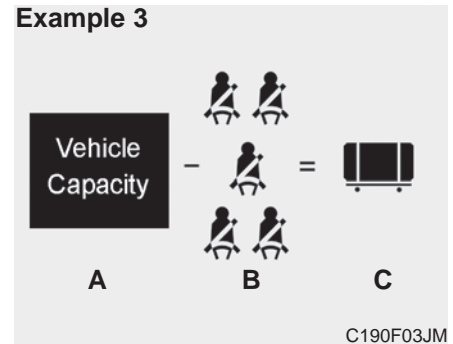 Example 3
Vehicle
Capacity
- =
A B C
C190F03JM